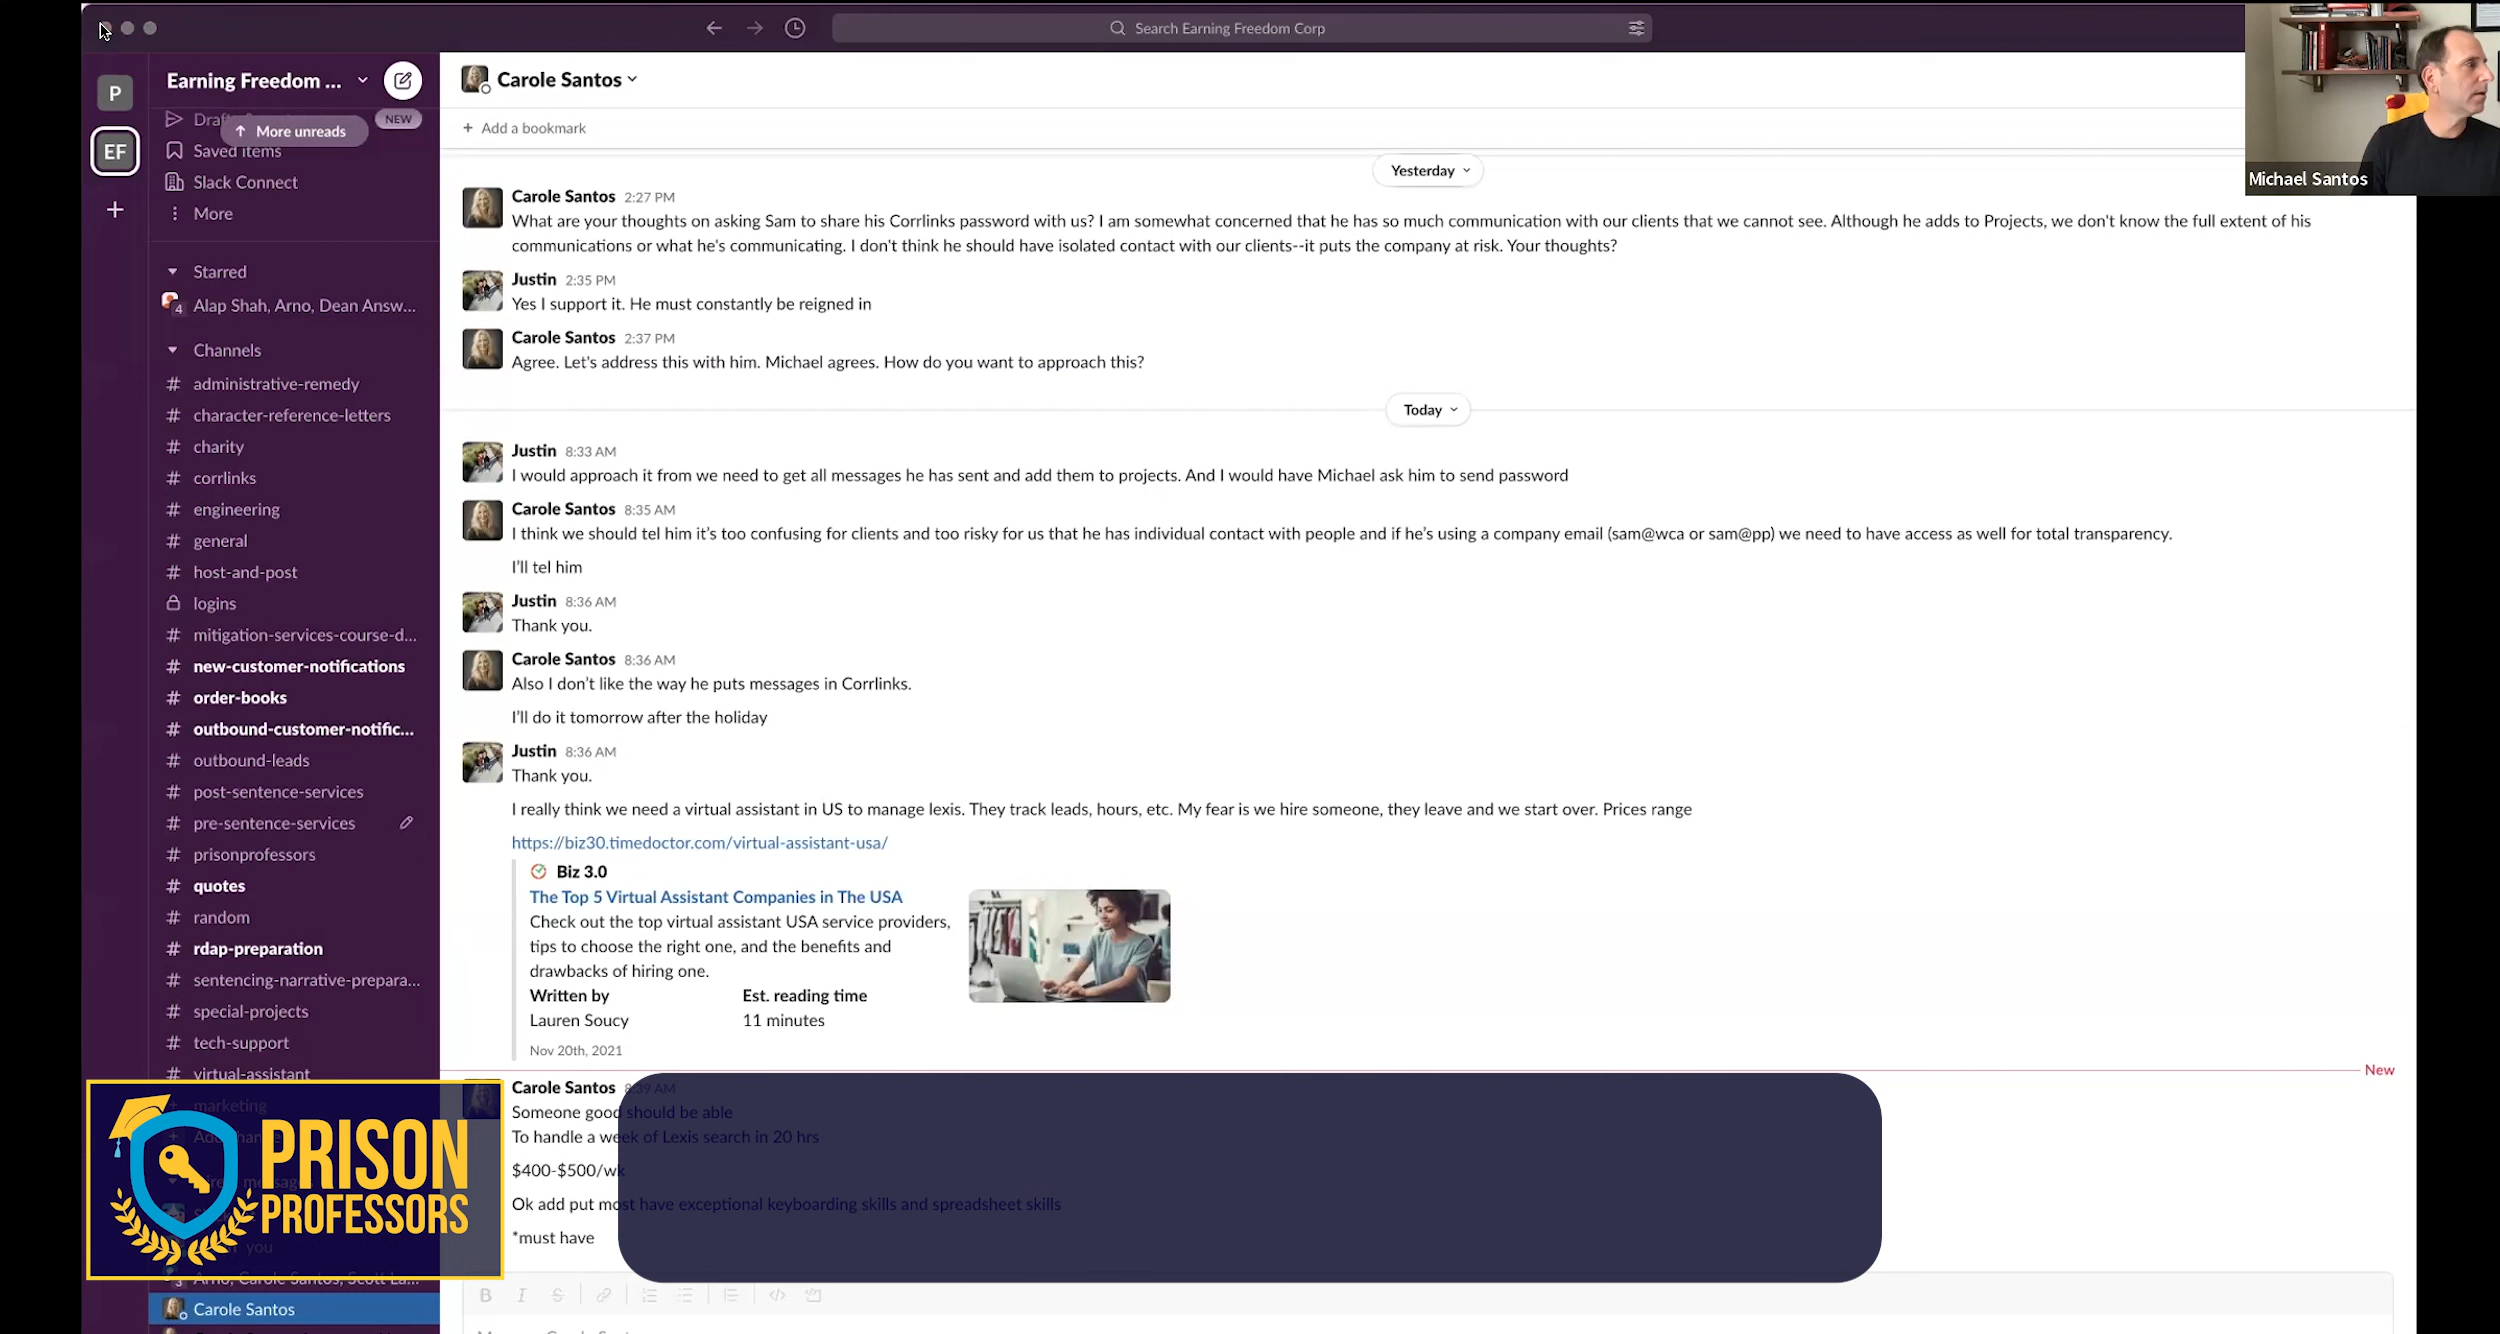 Search Earning Freedom Corp
P
EF
Earning Freedom ...
NEW
More unreads
Saved items
Slack Connect
More
Starred
4
Alap Shah, Arno, Dean Answ...
Channels
# administrative-remedy
# character-reference-letters
# charity
# corrlinks
# engineering
# general
# host-and-post
logins
# mitigation-services-course-d...
# new-customer-notifications
# order-books
# outbound-customer-notific...
# outbound-leads
# post-sentence-services
# pre-sentence-services
# prisonprofessors
# quotes
# random
# rdap-preparation
# sentencing-narrative-prepara...
# special-projects
# tech-support
# virtual-assistant
marketing
you
3
Arno, Carole Santos, Scott La...
Carole Santos
PRISON
PROFESSORS
Carole Santos
+ Add a bookmark
Michael Santos
Yesterday
Carole Santos 2:27 PM
What are your thoughts on asking Sam to share his Corrlinks password with us? I am somewhat concerned that he has so much communication with our clients that we cannot see. Although he adds to Projects, we don't know the full extent of his
communications or what he's communicating. I don't think he should have isolated contact with our clients--it puts the company at risk. Your thoughts?
Justin 2:35 PM
Yes I support it. He must constantly be reigned in
Carole Santos 2:37 PM
Agree. Let's address this with him. Michael agrees. How do you want to approach this?
Today
Justin 8:33 AM
I would approach it from we need to get all messages he has sent and add them to projects. And I would have Michael ask him to send password
Carole Santos 8:35 AM
I think we should tel him it's too confusing for clients and too risky for us that he has individual contact with people and if he's using a company email (sam@wca or sam@pp) we need to have access as well for total transparency.
I'll tel him
Justin 8:36 AM
Thank you.
Carole Santos 8:36 AM
Also I don't like the way he puts messages in Corrlinks.
I'll do it tomorrow after the holiday
Justin 8:36 AM
Thank you.
I really think we need a virtual assistant in US to manage lexis. They track leads, hours, etc. My fear is we hire someone, they leave and we start over. Prices range
https://biz30.timedoctor.com/virtual-assistant-usa/
Biz 3.0
The Top 5 Virtual Assistant Companies in The USA
Check out the top virtual assistant USA service providers,
tips to choose the right one, and the benefits and
drawbacks of hiring one.
Written by Est. reading time
Lauren Soucy 11 minutes
Nov 20th, 2021
New
Carole Santos 8:39 AM
Someone good should be able
To handle a week of Lexis search in 20 hrs
$400-$500/wk
Ok add put most have exceptional keyboarding skills and spreadsheet skills
*must have
B I S